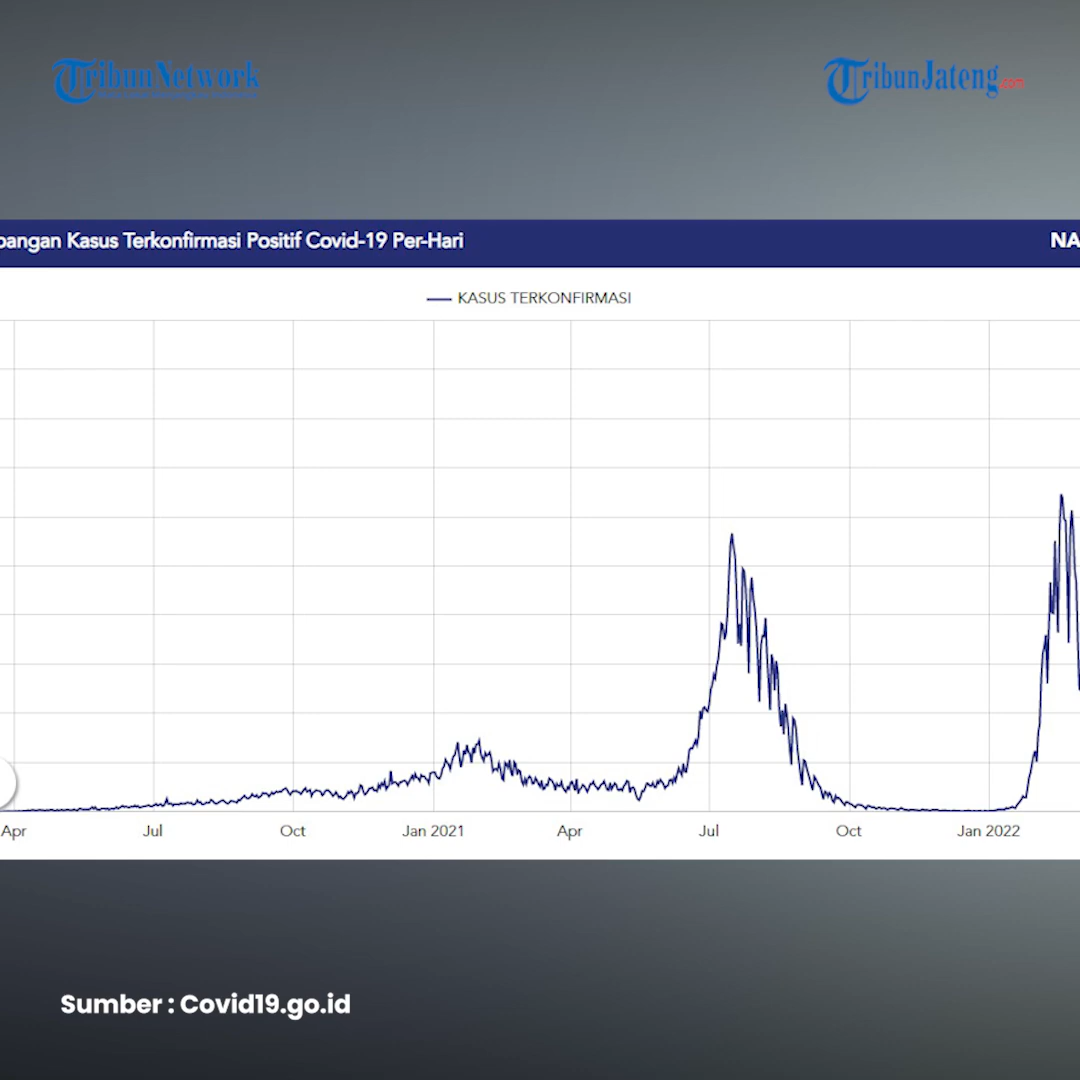 TribunNetwork
TribunJateng.com
bangan Kasus Terkonfirmasi Positif Covid-19 Per-Hari
NA
KASUS TERKONFIRMASI
Apr
Jul
Oct
Jan 2021
Apr
Jul
Oct
Jan 2022
Sumber : Covid19.go.id